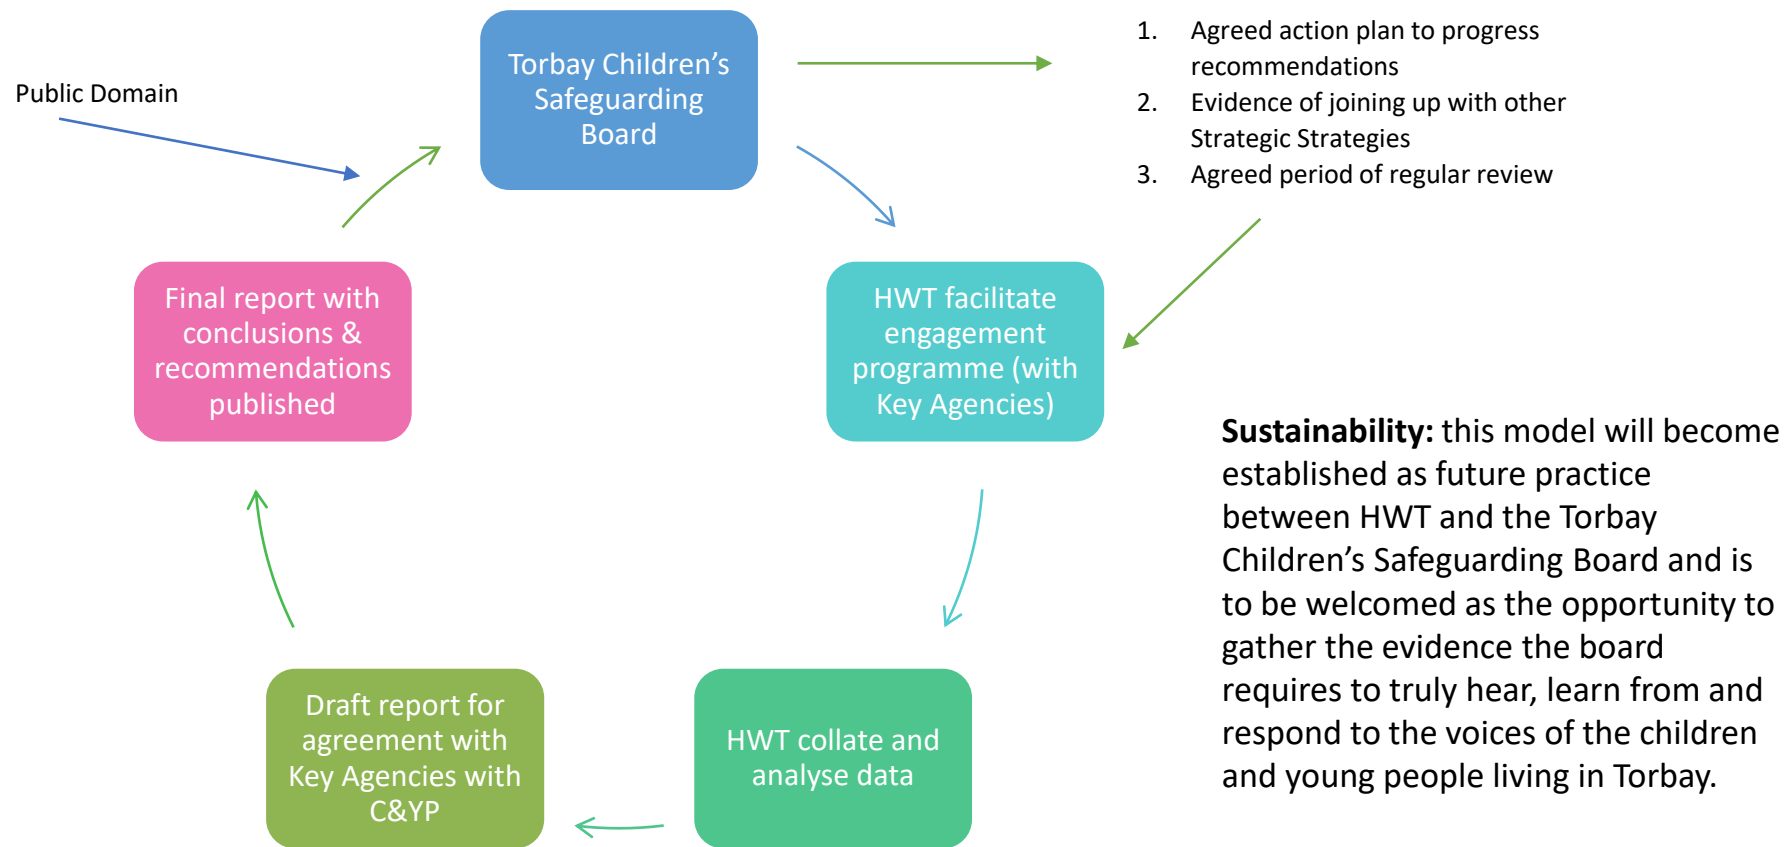 Public Domain
Torbay Children’s
Safeguarding
Board
1. Agreed action plan to progress
recommendations
2. Evidence of joining up with other
Strategic Strategies
3. Agreed period of regular review
Final report with
conclusions &
recommendations
published
HWT facilitate
engagement
programme (with
Key Agencies)
Sustainability: this model will become
established as future practice
between HWT and the Torbay
Children’s Safeguarding Board and is
to be welcomed as the opportunity to
gather the evidence the board
requires to truly hear, learn from and
respond to the voices of the children
and young people living in Torbay.
Draft report for
agreement with
Key Agencies with
C&YP
HWT collate and
analyse data